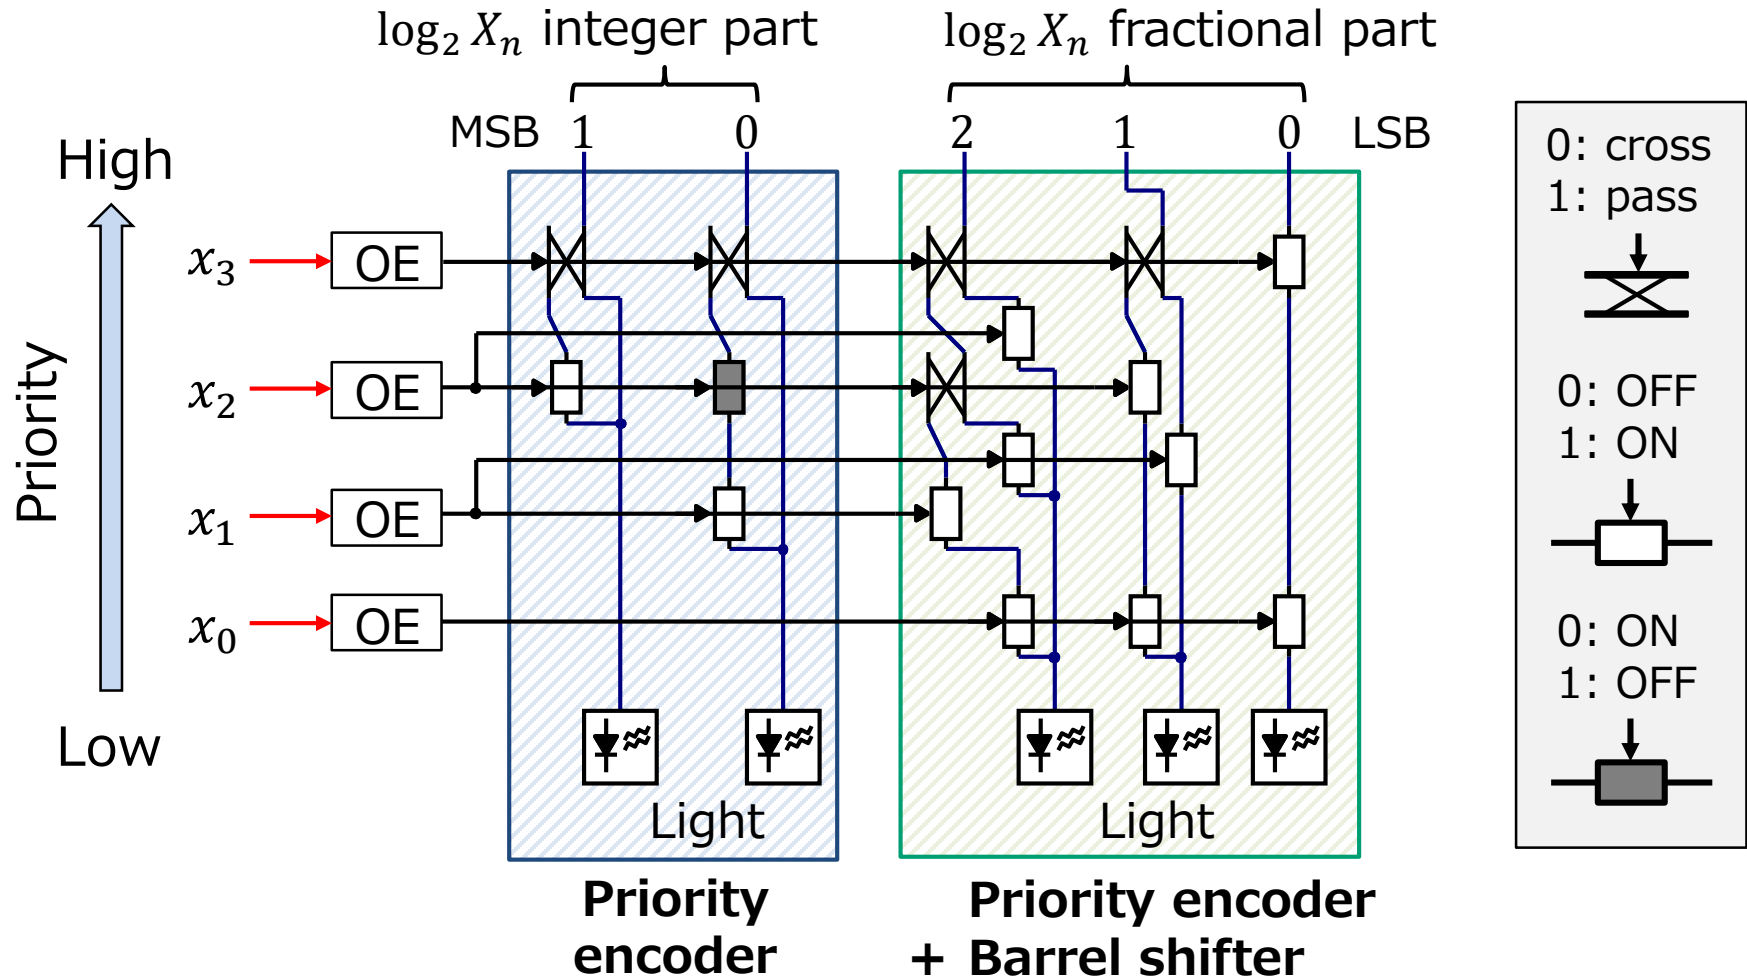 log₂ Xₙ integer part
log₂ Xₙ fractional part
MSB 1 0
2 1 0 LSB
High
Priority
Low
x₃ OE
x₂ OE
x₁ OE
x₀ OE
Light
Light
Priority
encoder
Priority encoder
+ Barrel shifter
0: cross
1: pass
0: OFF
1: ON
0: ON
1: OFF